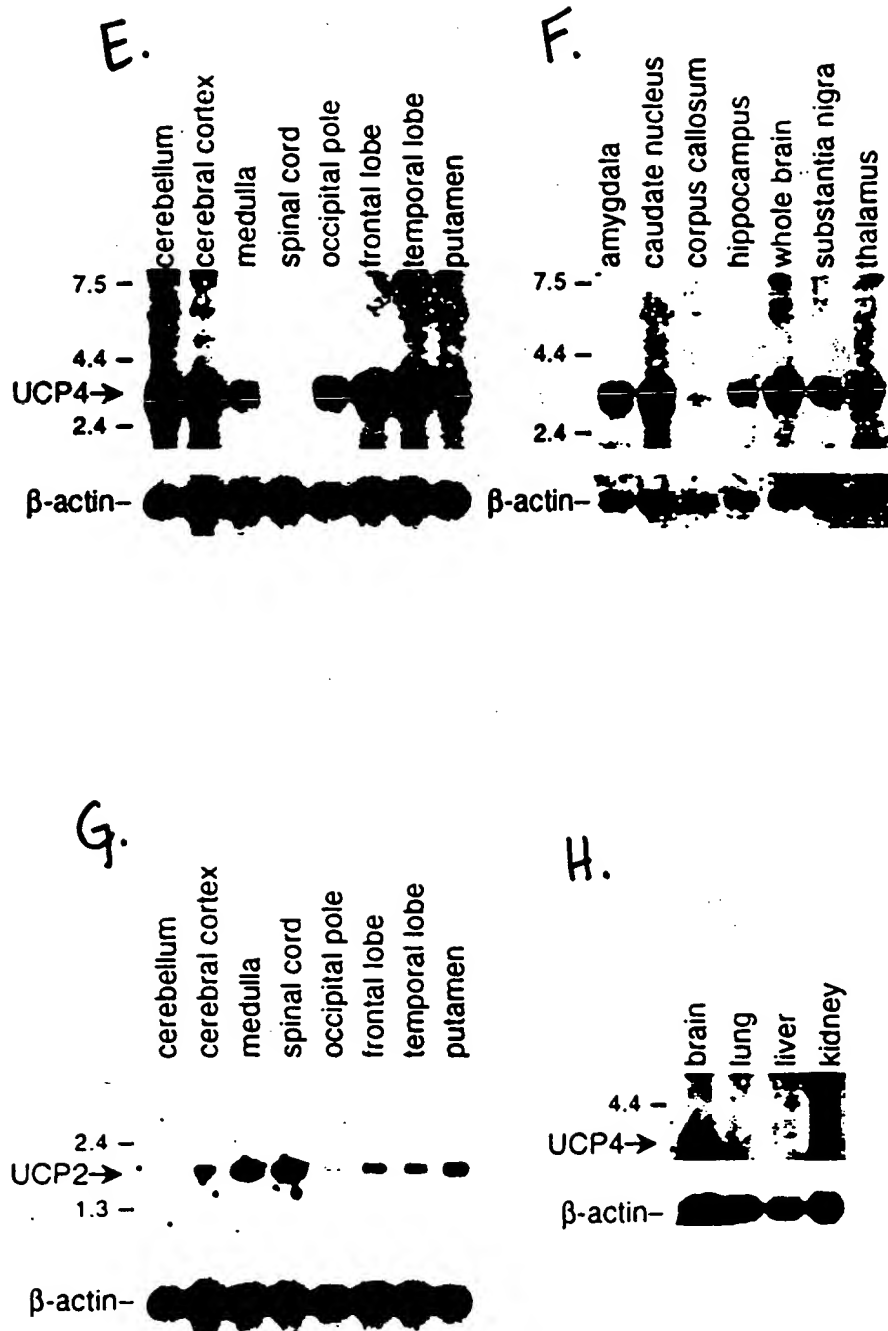 E.
cerebellum
cerebral cortex
medulla
spinal cord
occipital pole
frontal lobe
temporal lobe
putamen
7.5 –
4.4 –
UCP4→
2.4 –
β-actin–
F.
amygdala
caudate nucleus
corpus callosum
hippocampus
whole brain
substantia nigra
thalamus
7.5 –
4.4 –
2.4 –
β-actin–
G.
cerebellum
cerebral cortex
medulla
spinal cord
occipital pole
frontal lobe
temporal lobe
putamen
2.4 –
UCP2→
1.3 –
β-actin–
H.
brain
lung
liver
kidney
4.4 –
UCP4→
β-actin–